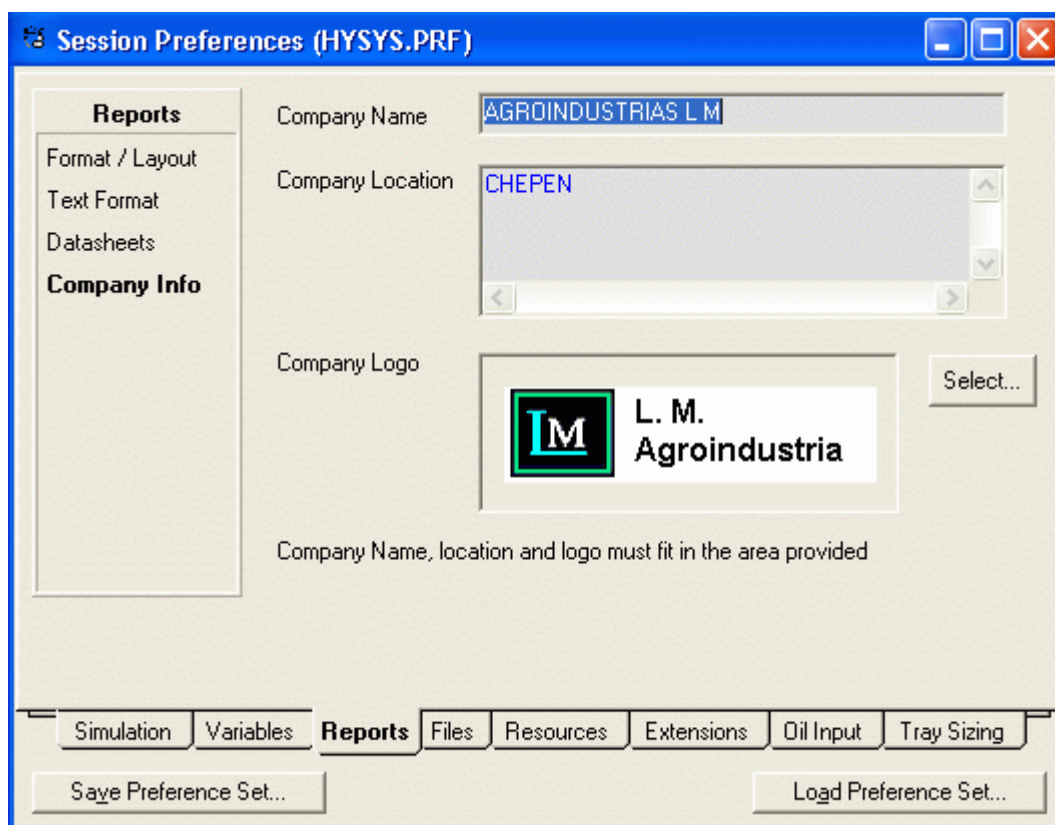 Session Preferences (HYSYS.PRF)
Reports
Format / Layout
Text Format
Datasheets
Company Info
Company Name
AGROINDUSTRIAS L M
Company Location
CHEPEN
Company Logo
LM
L. M.
Agroindustria
Select...
Company Name, location and logo must fit in the area provided
Simulation Variables Reports Files Resources Extensions Oil Input Tray Sizing
Save Preference Set... Load Preference Set...